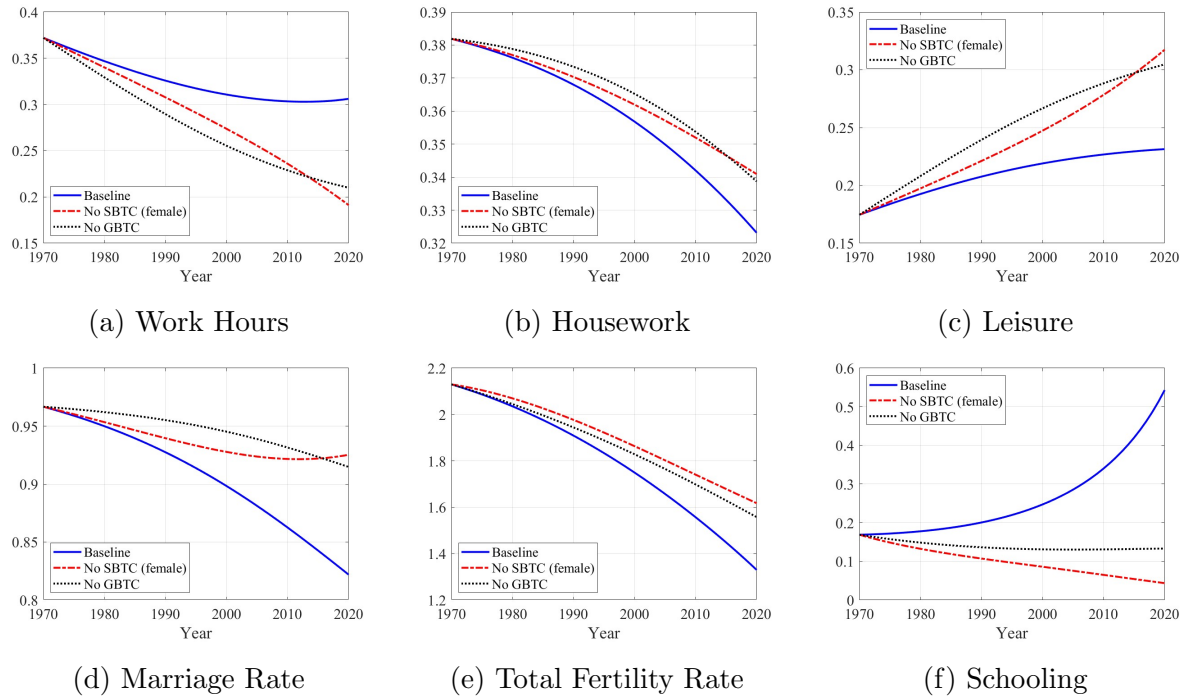 0.4
0.35
0.3
0.25
0.2
0.15
Baseline
No SBTC (female)
No GBTC
1970 1980 1990 2000 2010 2020
Year
(a) Work Hours
0.39
0.38
0.37
0.36
0.35
0.34
0.33
0.32
Baseline
No SBTC (female)
No GBTC
1970 1980 1990 2000 2010 2020
Year
(b) Housework
0.35
0.3
0.25
0.2
0.15
Baseline
No SBTC (female)
No GBTC
1970 1980 1990 2000 2010 2020
Year
(c) Leisure
1
0.95
0.9
0.85
0.8
Baseline
No SBTC (female)
No GBTC
1970 1980 1990 2000 2010 2020
Year
(d) Marriage Rate
2.2
2
1.8
1.6
1.4
1.2
Baseline
No SBTC (female)
No GBTC
1970 1980 1990 2000 2010 2020
Year
(e) Total Fertility Rate
0.6
0.5
0.4
0.3
0.2
0.1
0
Baseline
No SBTC (female)
No GBTC
1970 1980 1990 2000 2010 2020
Year
(f) Schooling